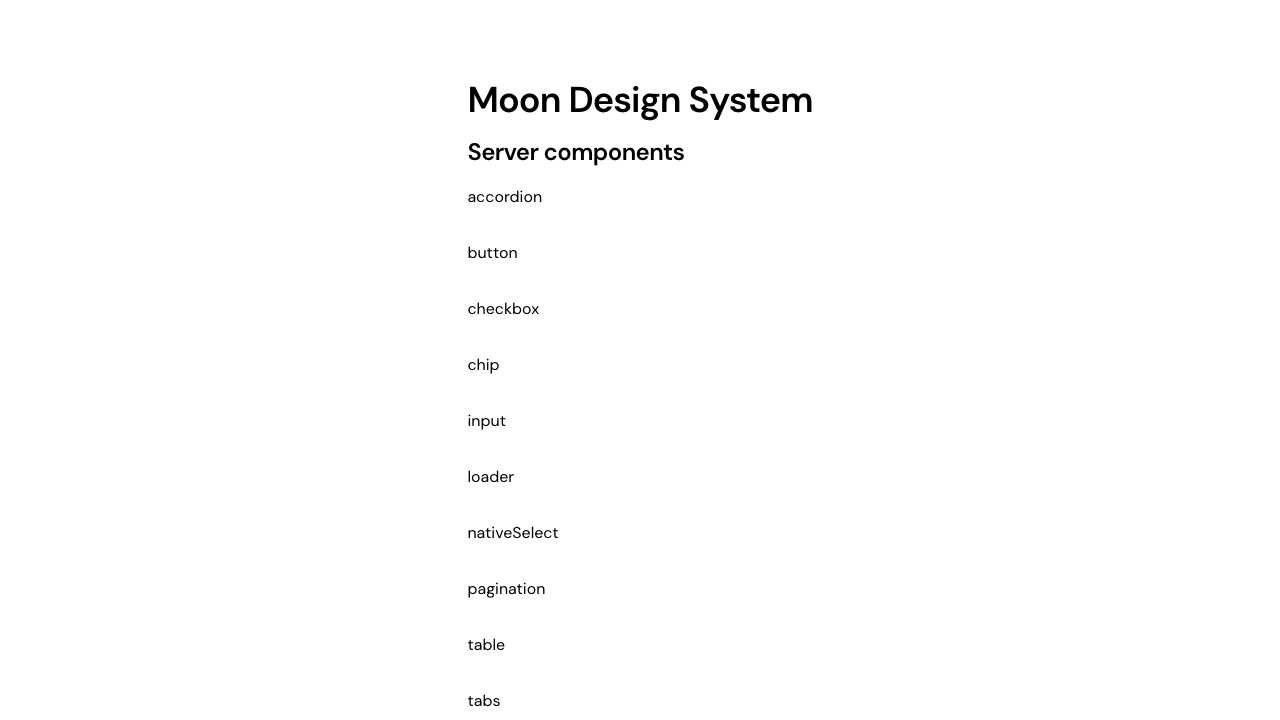 Moon Design System
Server components
accordion
button
checkbox
chip
input
loader
nativeSelect
pagination
table
tabs